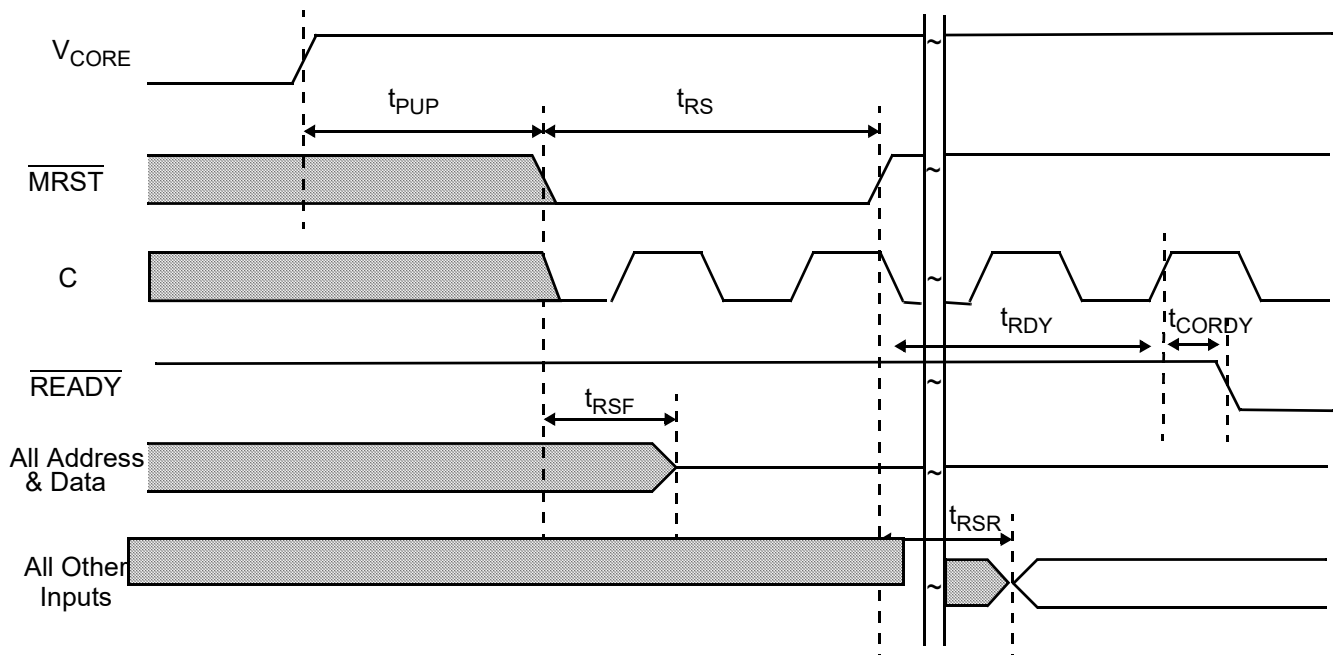 VCORE
tPUP
tRS
MRST
~
~
C
~
tRDY
tCORDY
READY
~
tRSF
All Address
& Data
~
tRSR
All Other
Inputs
~